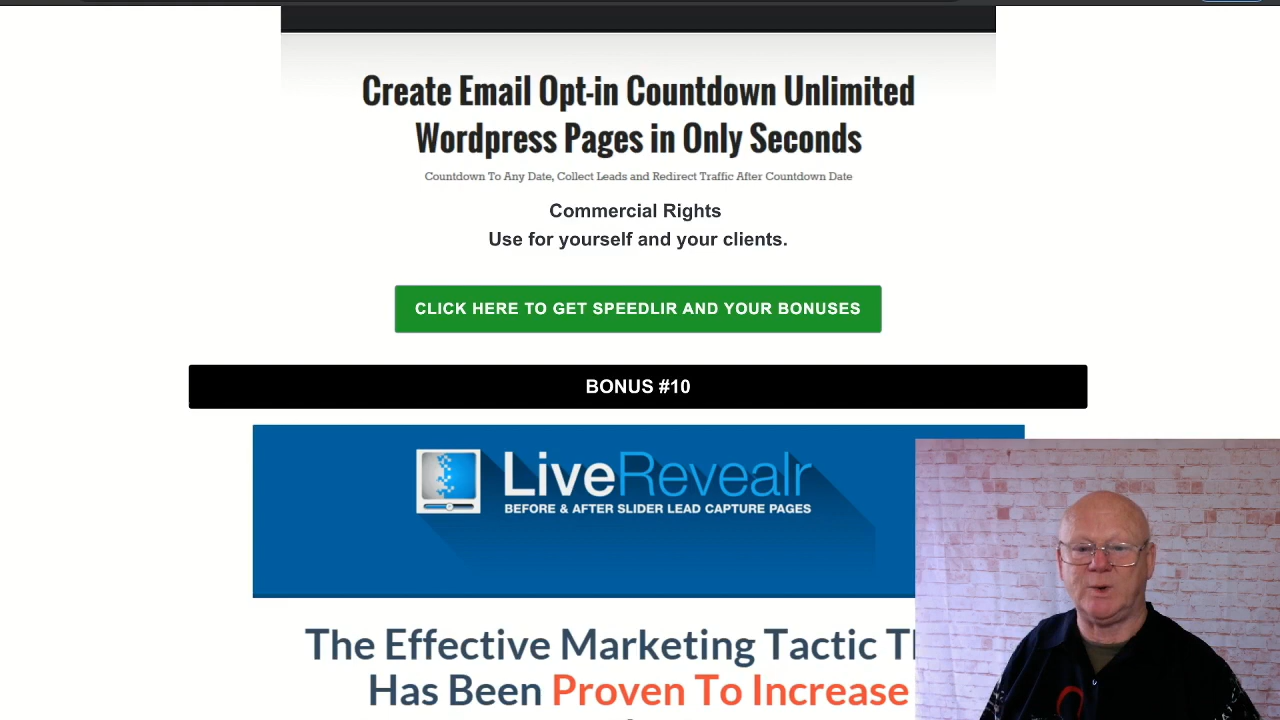 Create Email Opt-in Countdown Unlimited
Wordpress Pages in Only Seconds
Countdown To Any Date, Collect Leads and Redirect Traffic After Countdown Date
Commercial Rights
Use for yourself and your clients.
CLICK HERE TO GET SPEEDLIR AND YOUR BONUSES
BONUS #10
LiveRevealr
BEFORE & AFTER SLIDER LEAD CAPTURE PAGES
The Effective Marketing Tactic
Has Been Proven To Increase